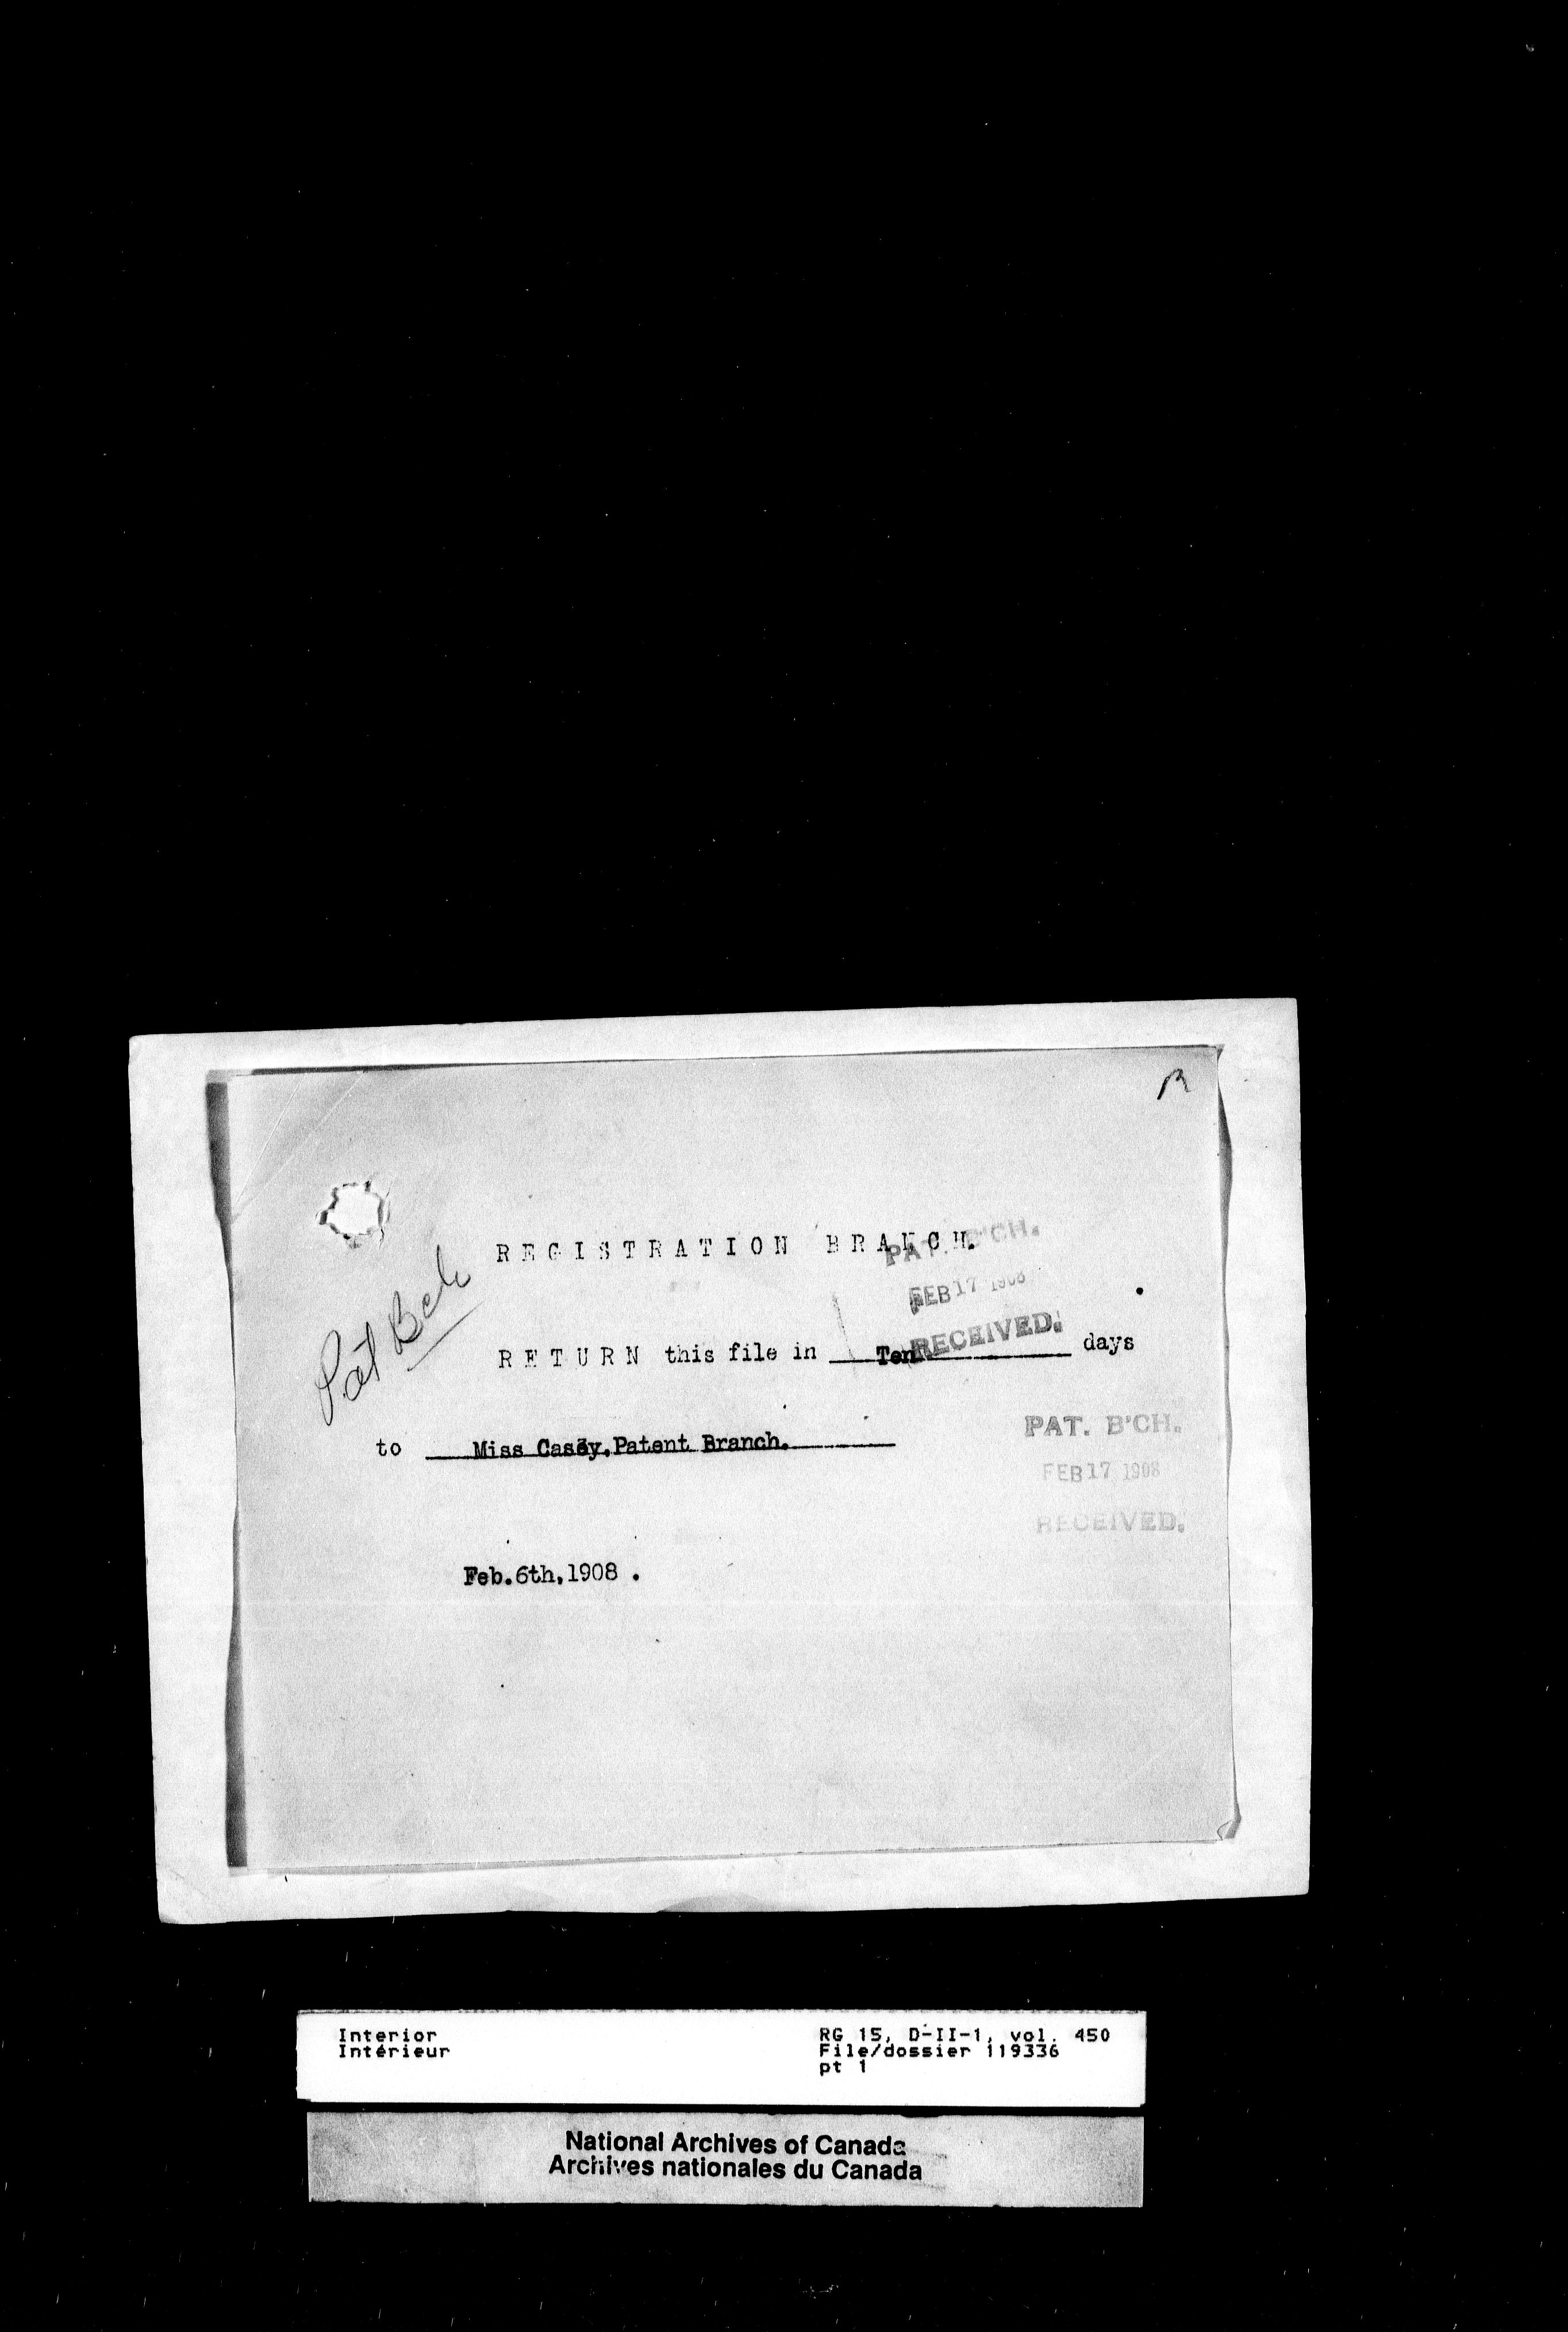 REGISTRATION BRANCH.
PAT. B'CH.
FEB 17 1908
RECEIVED.
Pat Bch
RETURN this file in Ten days
to Miss Casey, Patent Branch.
PAT. B'CH.
FEB 17 1908
RECEIVED.
Feb. 6th, 1908 .
Interior
Intérieur
RG 15, D-II-1, vol. 450
File/dossier 119336
pt 1
National Archives of Canada
Archives nationales du Canada